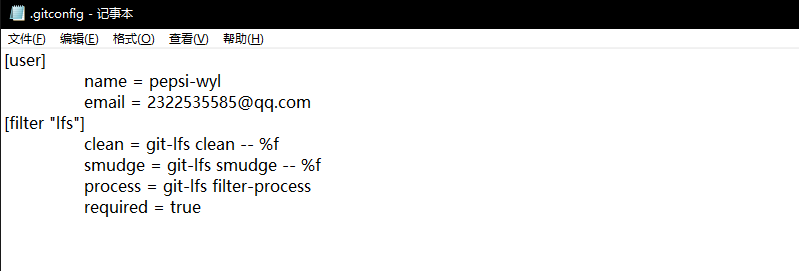 .gitconfig - 记事本
文件(F) 编辑(E) 格式(O) 查看(V) 帮助(H)
[user]
name = pepsi-wyl
email = 2322535585@qq.com
[filter "lfs"]
clean = git-lfs clean -- %f
smudge = git-lfs smudge -- %f
process = git-lfs filter-process
required = true